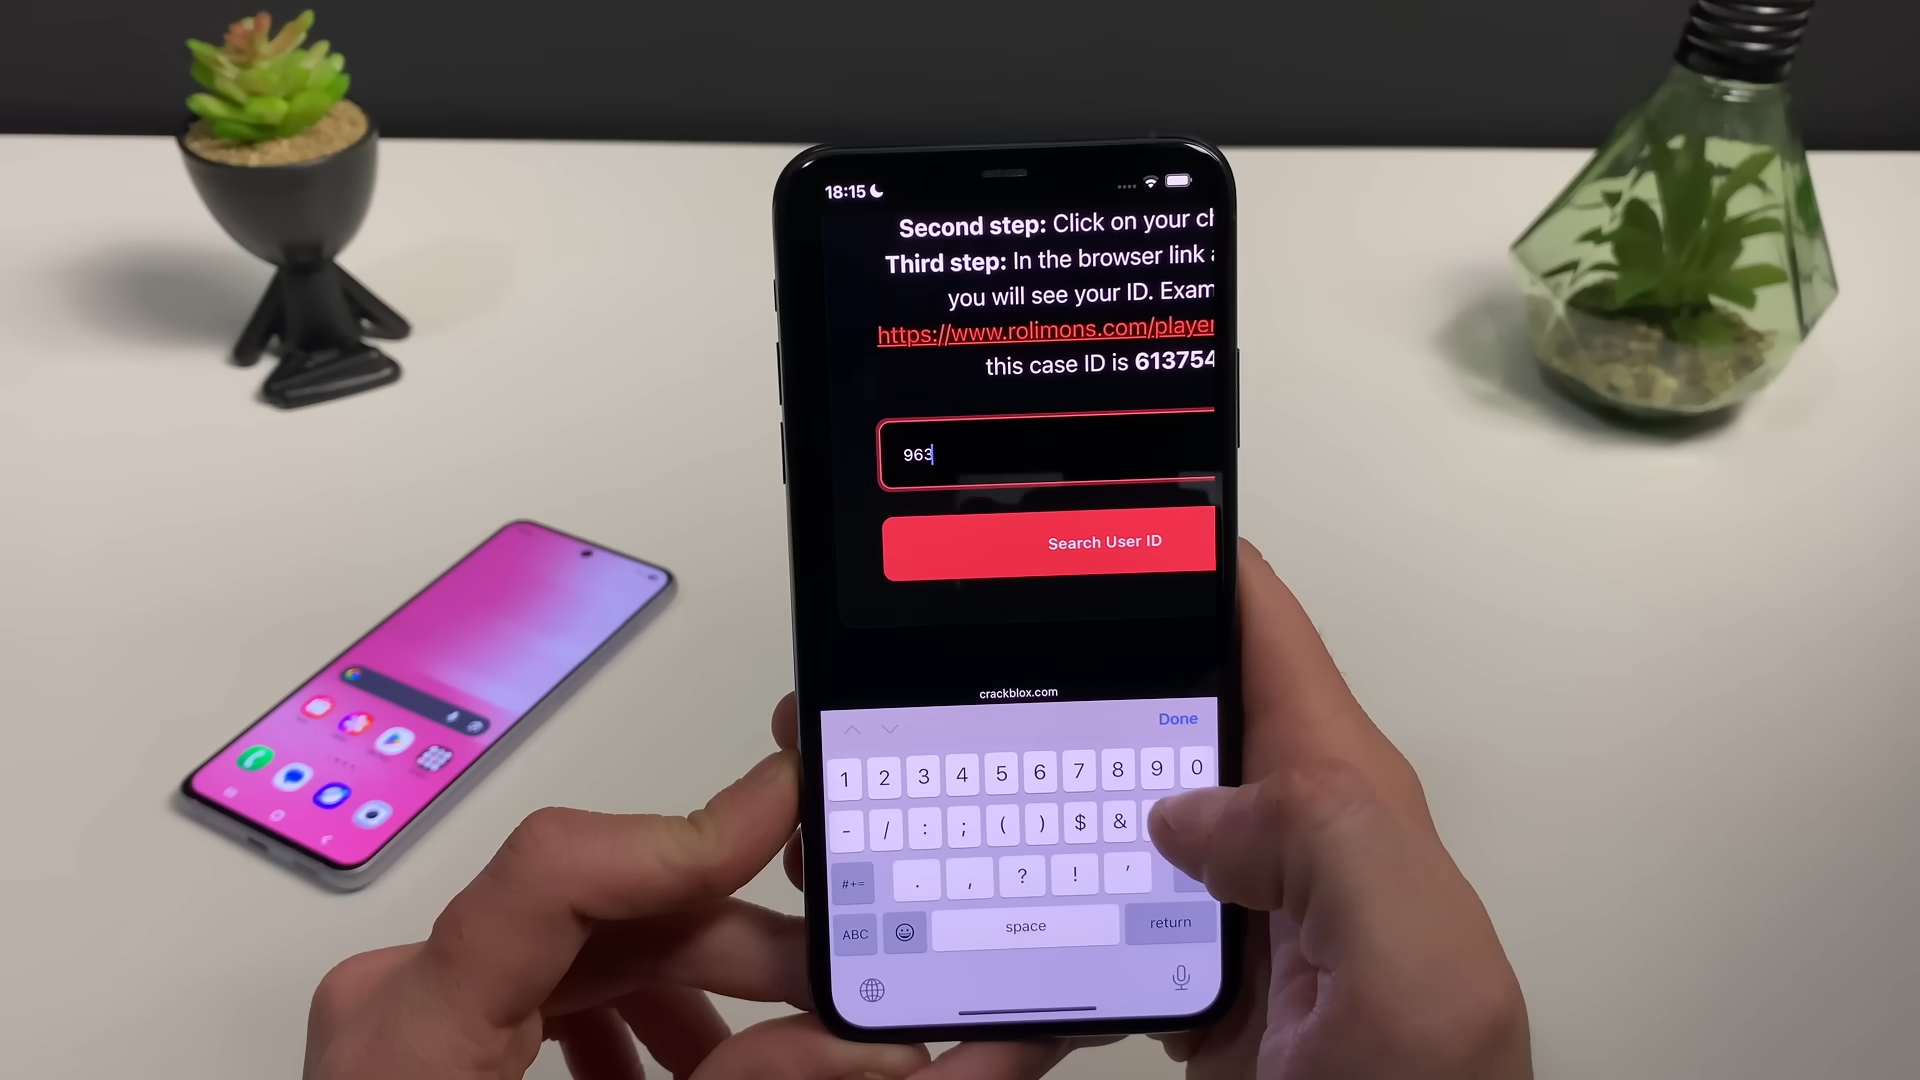 18:15
Second step: Click on your ch
Third step: In the browser link
you will see your ID. Exam
https://www.rolimons.com/player
this case ID is 613754
963
Search User ID
crackblox.com
Done
1 2 3 4 5 6 7 8 9 0
- / : ; ( ) $ &
#+= . , ? ! '
ABC space return